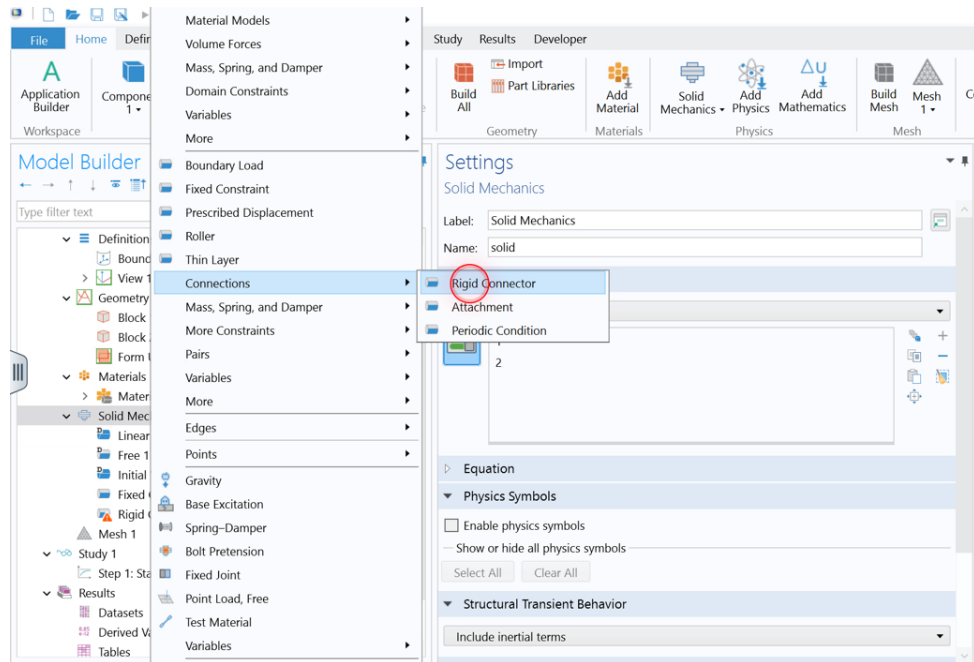 File
Home
Defin
Study
Results
Developer
Application
Builder
Workspace
Compone
1
Build
All
Import
Part Libraries
Geometry
Add
Material
Materials
Solid
Mechanics
Add
Physics
Add
Mathematics
Physics
Build
Mesh
Mesh
1
Mesh
Model Builder
Type filter text
Definition
Bound
View 1
Geometry
Block
Block
Form U
Materials
Mater
Solid Mec
Linear
Free 1
Initial
Fixed
Rigid
Mesh 1
Study 1
Step 1: Sta
Results
Datasets
Derived Va
Tables
Material Models
Volume Forces
Mass, Spring, and Damper
Domain Constraints
Variables
More
Boundary Load
Fixed Constraint
Prescribed Displacement
Roller
Thin Layer
Connections
Mass, Spring, and Damper
More Constraints
Pairs
Variables
More
Edges
Points
Gravity
Base Excitation
Spring–Damper
Bolt Pretension
Fixed Joint
Point Load, Free
Test Material
Variables
Rigid Connector
Attachment
Periodic Condition
Settings
Solid Mechanics
Label: Solid Mechanics
Name: solid
2
Equation
Physics Symbols
Enable physics symbols
Show or hide all physics symbols
Select All
Clear All
Structural Transient Behavior
Include inertial terms